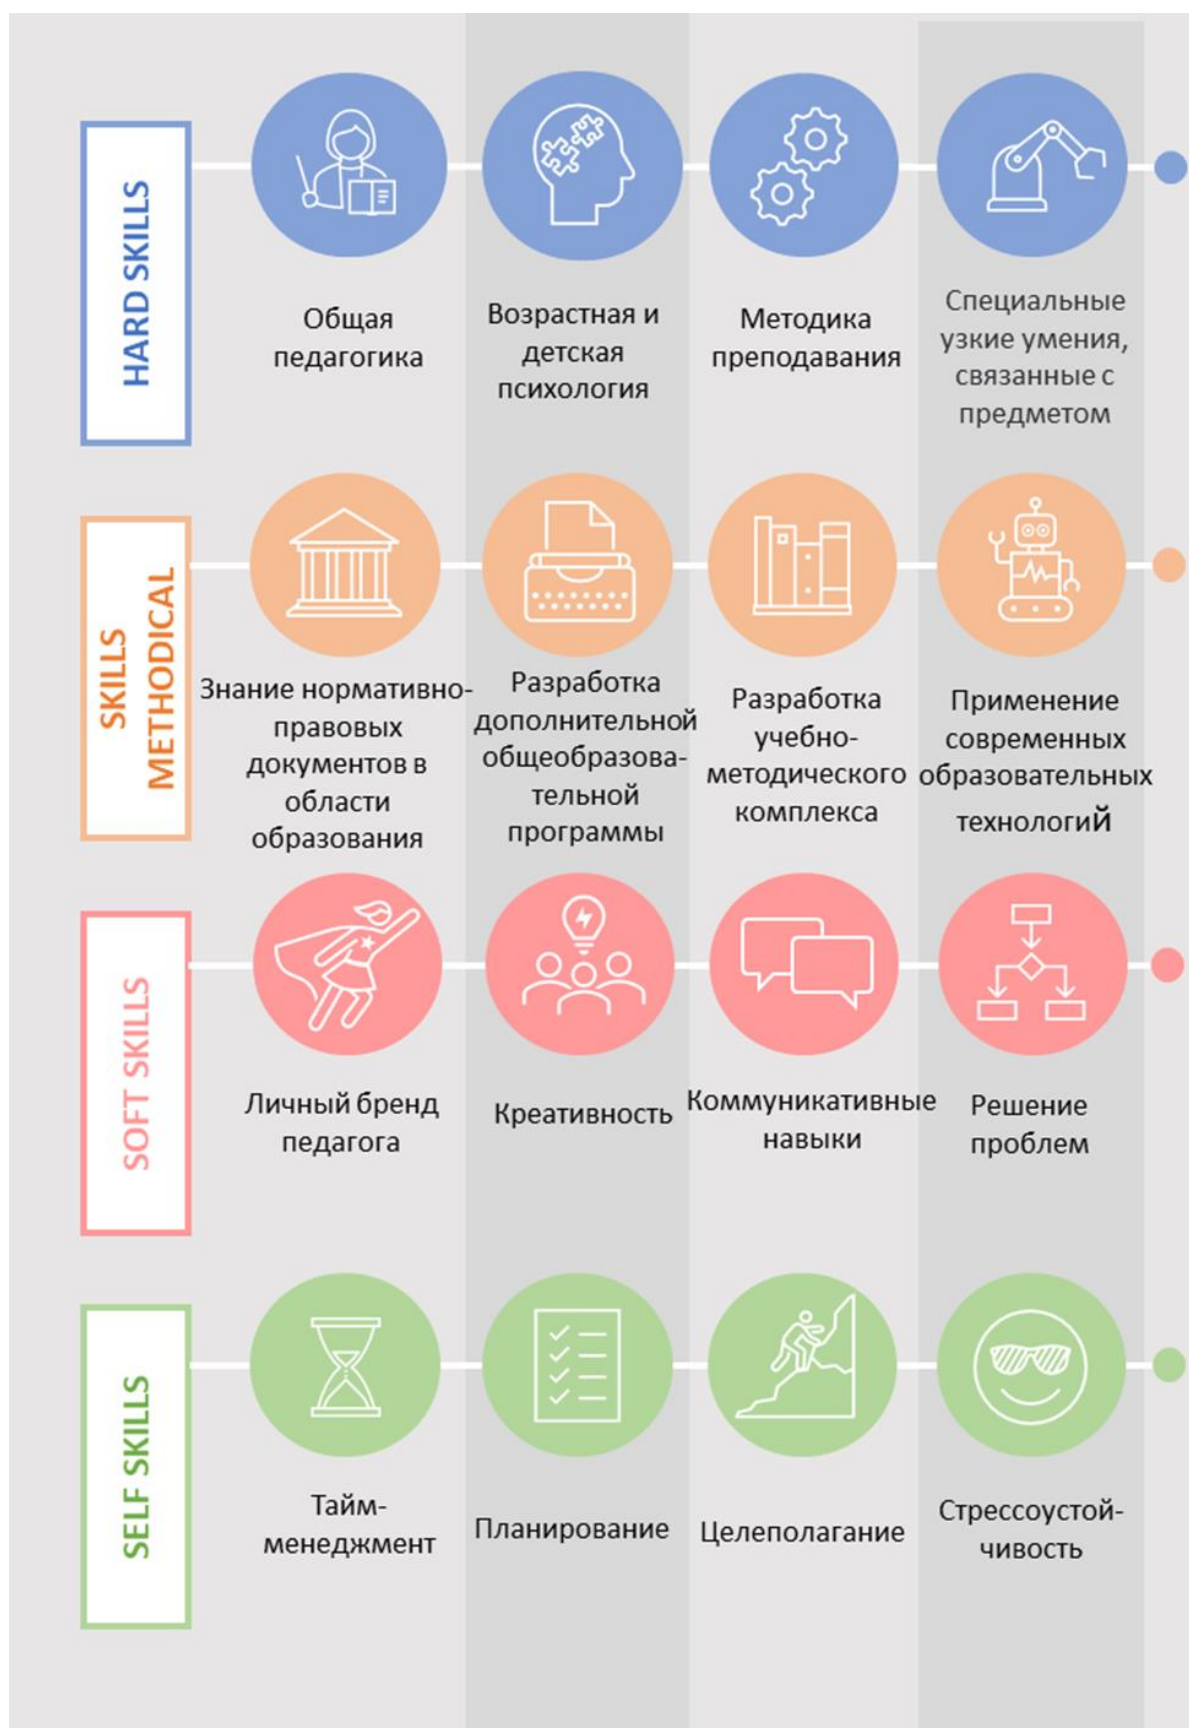 HARD SKILLS
Общая
педагогика
Возрастная и
детская
психология
Методика
преподавания
Специальные
узкие умения,
связанные с
предметом
SKILLS
METHODICAL
Знание нормативно-
правовых
документов в
области
образования
Разработка
дополнительной
общеобразова-
тельной
программы
Разработка
учебно-
методического
комплекса
Применение
современных
образовательных
технологий
SOFT SKILLS
Личный бренд
педагога
Креативность
Коммуникативные
навыки
Решение
проблем
SELF SKILLS
Тайм-
менеджмент
Планирование
Целеполагание
Стрессоустой-
чивость